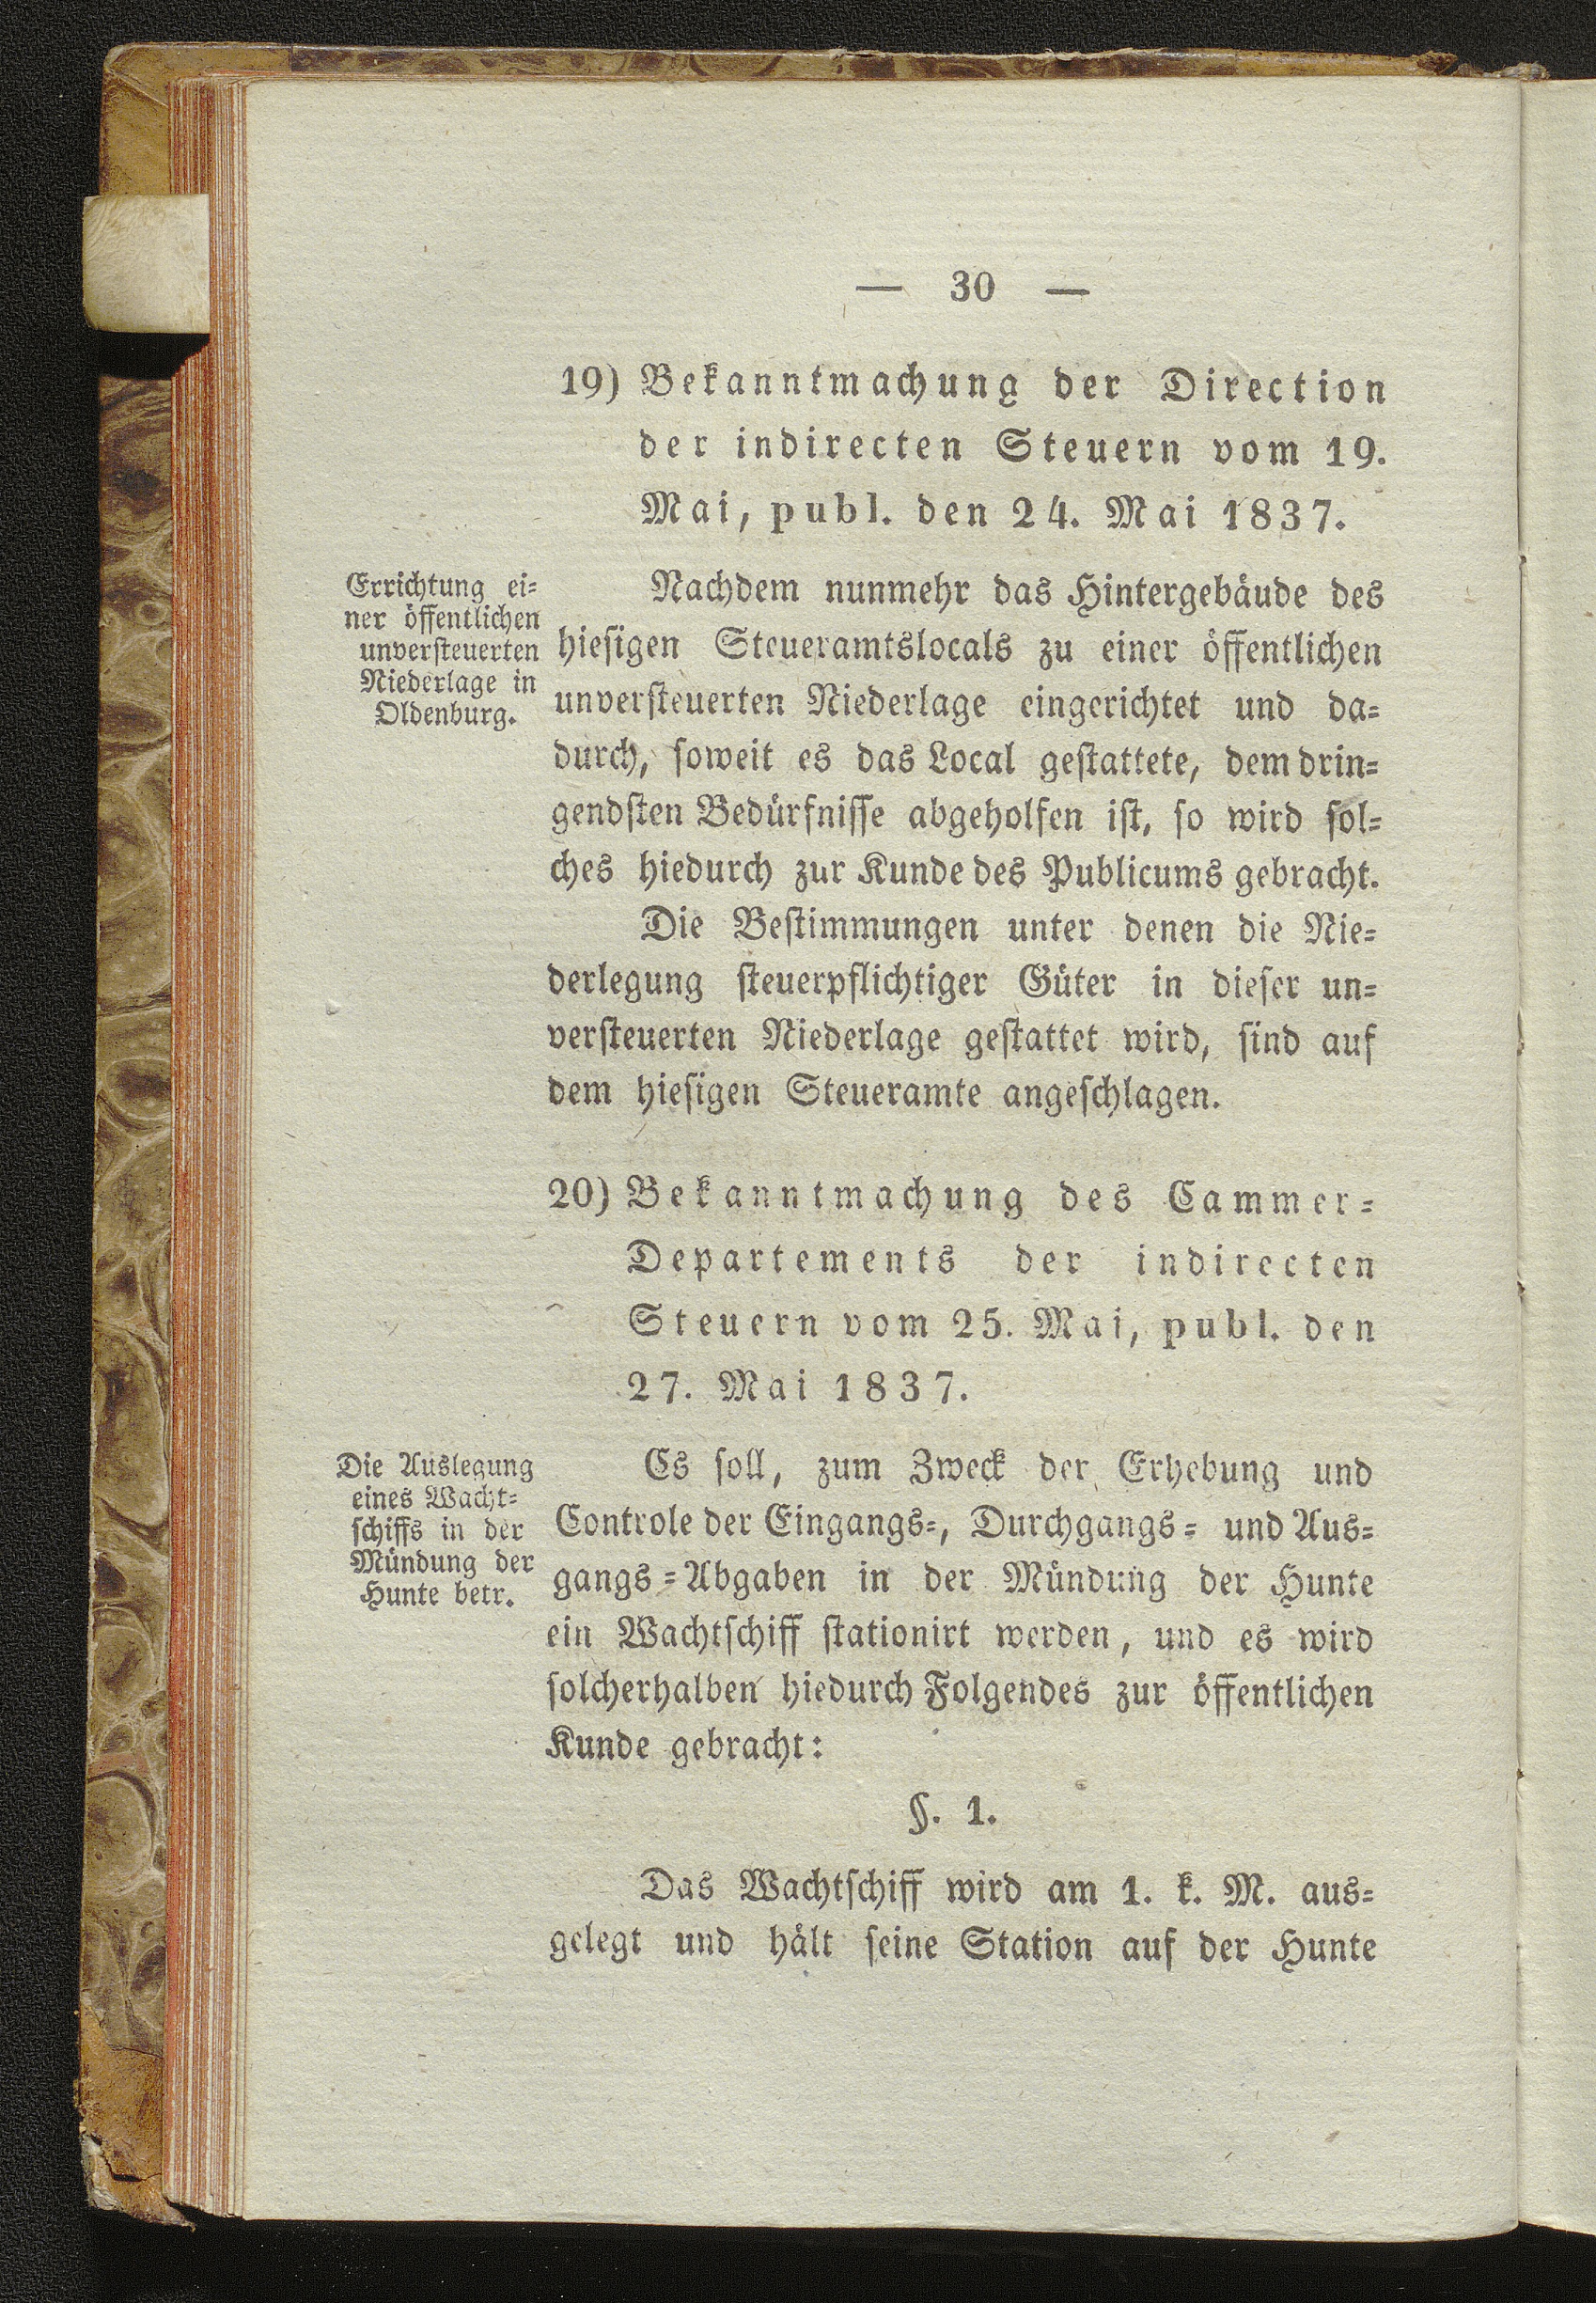 — 30 —
19) Bekanntmachung der Direction
der indirecten Steuern vom 19.
Mai, publ. den 24. Mai 1837.
Errichtung ei=
ner öffentlichen
unversteuerten
Niederlage in
Oldenburg.
Nachdem nunmehr das Hintergebäude des
hiesigen Steueramtslocals zu einer öffentlichen
unversteuerten Niederlage eingerichtet und da=
durch, soweit es das Local gestattete, dem drin=
gendsten Bedürfnisse abgeholfen ist, so wird sol=
ches hiedurch zur Kunde des Publicums gebracht.
Die Bestimmungen unter denen die Nie=
derlegung steuerpflichtiger Güter in dieser un=
versteuerten Niederlage gestattet wird, sind auf
dem hiesigen Steueramte angeschlagen.
20) Bekanntmachung des Cammer=
Departements der indirecten
Steuern vom 25. Mai, publ. den
27. Mai 1837.
Die Auslegung
eines Wacht=
schiffs in der
Mündung der
Hunte betr.
Es soll, zum Zweck der Erhebung und
Controle der Eingangs=, Durchgangs= und Aus=
gangs=Abgaben in der Mündung der Hunte
ein Wachtschiff stationirt werden, und es wird
solcherhalben hiedurch Folgendes zur öffentlichen
Kunde gebracht:
§. 1.
Das Wachtschiff wird am 1. k. M. aus=
gelegt und hält seine Station auf der Hunte